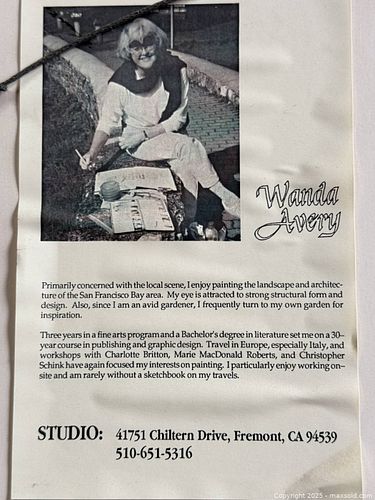 Wanda
Avery
Primarily concerned with the local scene, I enjoy painting the landscape and architec-
ture of the San Francisco Bay area. My eye is attracted to strong structural form and
design. Also, since I am an avid gardener, I frequently turn to my own garden for
inspiration.
Three years in a fine arts program and a Bachelor's degree in literature set me on a 30-
year course in publishing and graphic design. Travel in Europe, especially Italy, and
workshops with Charlotte Britton, Marie MacDonald Roberts, and Christopher
Schink have again focused my interests on painting. I particularly enjoy working on-
site and am rarely without a sketchbook on my travels.
STUDIO: 41751 Chiltern Drive, Fremont, CA 94539
510-651-5316
Copyright 2025 - maxsold.com